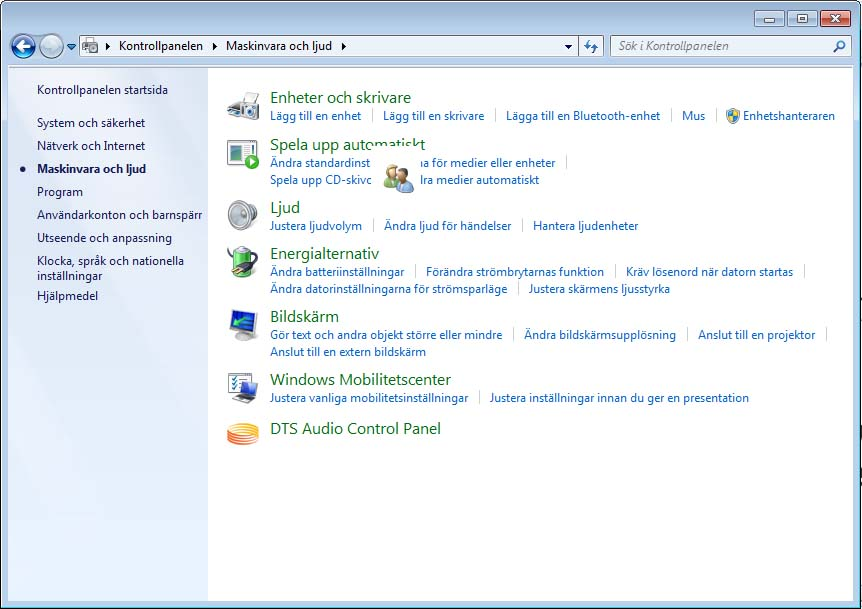 Kontrollpanelen Maskinvara och ljud
Sök i Kontrollpanelen
Kontrollpanelen startsida
System och säkerhet
Nätverk och Internet
Maskinvara och ljud
Program
Användarkonton och barnspärr
Utseende och anpassning
Klocka, språk och nationella
inställningar
Hjälpmedel
Enheter och skrivare
Lägg till en enhet Lägg till en skrivare Lägga till en Bluetooth-enhet Mus Enhetshanteraren
Spela upp automatiskt
Ändra för medier eller enheter
Spela upp medier automatiskt
Ljud
Justera ljudvolym Ändra ljud för händelser Hantera ljudenheter
Energialternativ
Ändra batteriinställningar Förändra strömbrytarnas funktion Kräv lösenord när datorn startas
Ändra datorinställningarna för strömsparläge Justera skärmens ljusstyrka
Bildskärm
Gör text och andra objekt större eller mindre Ändra bildskärmsupplösning Anslut till en projektor
Anslut till en extern bildskärm
Windows Mobilitetscenter
Justera vanliga mobilitetsinställningar Justera inställningar innan du ger en presentation
DTS Audio Control Panel